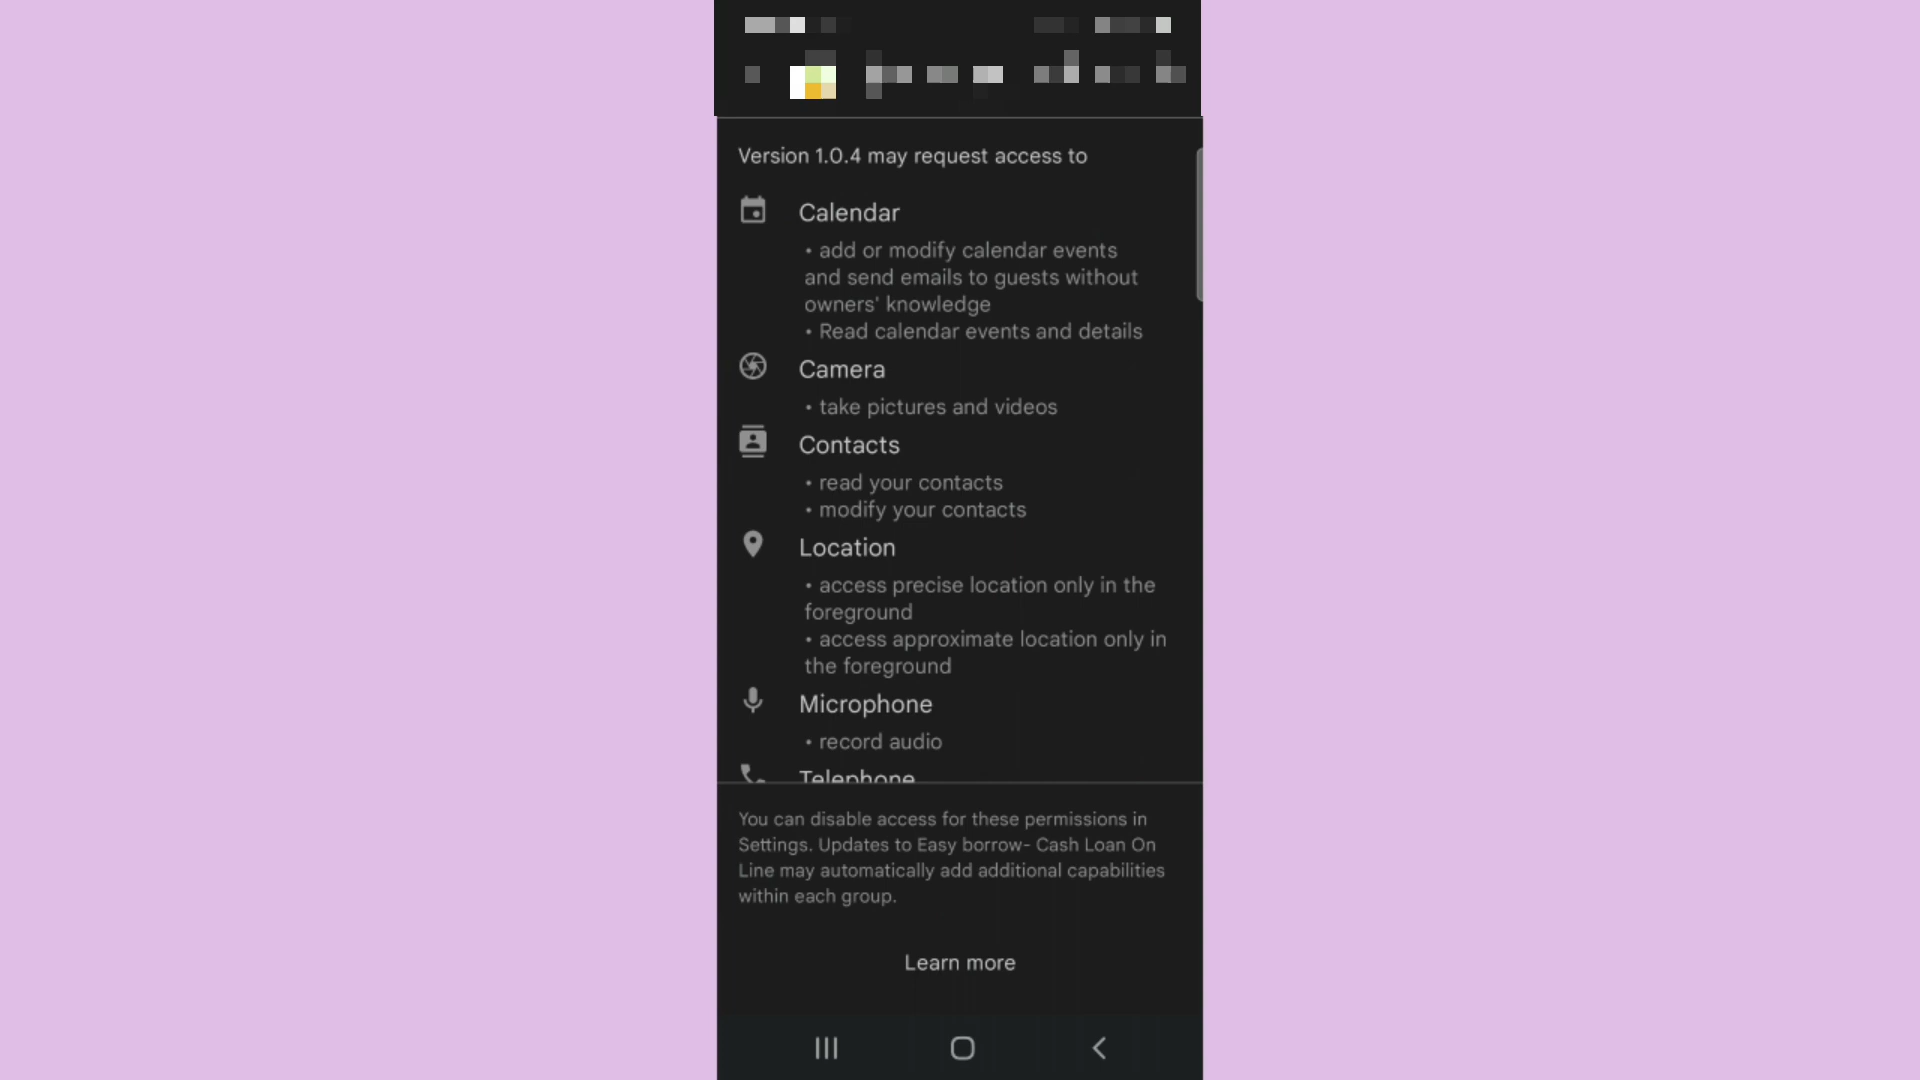 Version 1.0.4 may request access to
Calendar
• add or modify calendar events
and send emails to guests without
owners' knowledge
• Read calendar events and details
Camera
• take pictures and videos
Contacts
• read your contacts
• modify your contacts
Location
• access precise location only in the
foreground
• access approximate location only in
the foreground
Microphone
• record audio
Telephone
You can disable access for these permissions in
Settings. Updates to Easy borrow- Cash Loan On
Line may automatically add additional capabilities
within each group.
Learn more